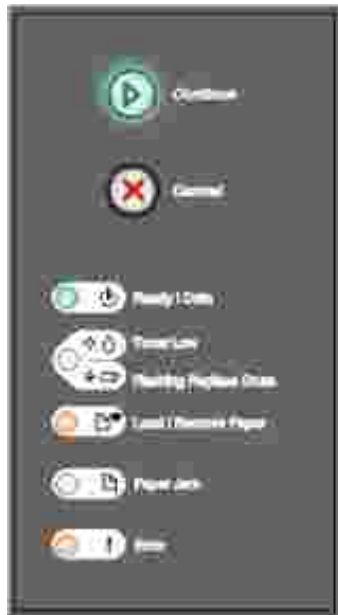 Continue
Cancel
Ready / Data
Toner Low
Flashing Replace Drum
Load / Remove Paper
Paper Jam
Error